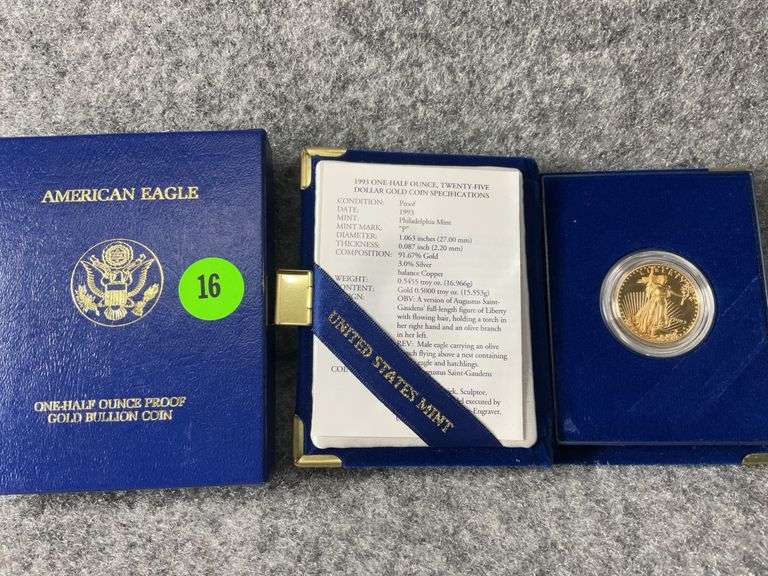 AMERICAN EAGLE
16
ONE-HALF OUNCE PROOF
GOLD BULLION COIN
1993 ONE-HALF OUNCE, TWENTY-FIVE
DOLLAR GOLD COIN SPECIFICATIONS
CONDITION: Proof
DATE: 1993
MINT: Philadelphia Mint
MINT MARK: "P"
DIAMETER: 1.063 inches (27.00 mm)
THICKNESS: 0.087 inch (2.20 mm)
COMPOSITION: 91.67% Gold
3.0% Silver
balance Copper
WEIGHT: 0.5455 troy oz. (16.966g)
CONTENT: Gold 0.5000 troy oz. (15.553g)
OBV: A version of Augustus Saint-
Gaudens' full-length figure of Liberty
with flowing hair, holding a torch in
her right hand and an olive branch
in her left.
REV: Male eagle carrying an olive
flying above a nest containing
eagle and hatchlings.
Saint-Gaudens
Sculptor,
executed by
Engraver,
UNITED STATES MINT